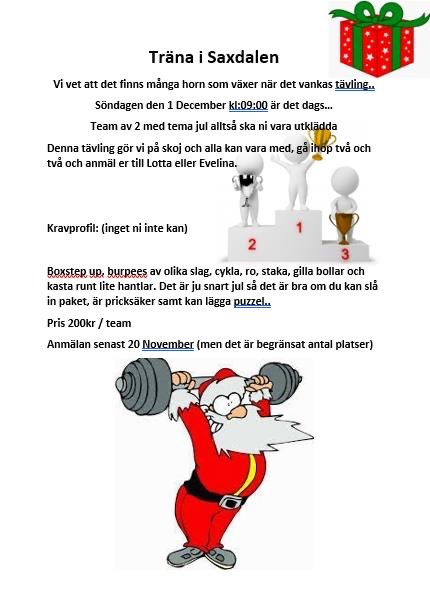 Träna i Saxdalen
Vi vet att det finns många horn som växer när det vankas tävling..
Söndagen den 1 December kl:09:00 är det dags...
Team av 2 med tema jul alltså ska ni vara utklädda
Denna tävling gör vi på skoj och alla kan vara med, gå ihop två och
två och anmäl er till Lotta eller Evelina.
2 1 3
Kravprofil: (inget ni inte kan)
Boxstep up, burpees av olika slag, cykla, ro, staka, gilla bollar och
kasta runt lite hantlar. Det är ju snart jul så det är bra om du kan slå
in paket, är pricksäker samt kan lägga puzzel..
Pris 200kr / team
Anmälan senast 20 November (men det är begränsat antal platser)